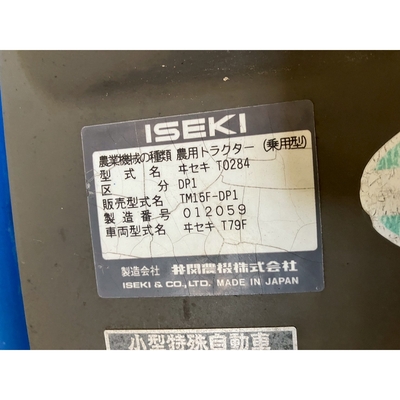 ISEKI
農業機械の種類 農用トラクター (乗用型)
型式名 ヰセキ T0284
区分 DP1
販売型式名 TM15F-DP1
製造番号 012059
車両型式名 ヰセキ T79F
製造会社 井関農機株式会社
ISEKI & CO., LTD. MADE IN JAPAN
小型特殊自動車